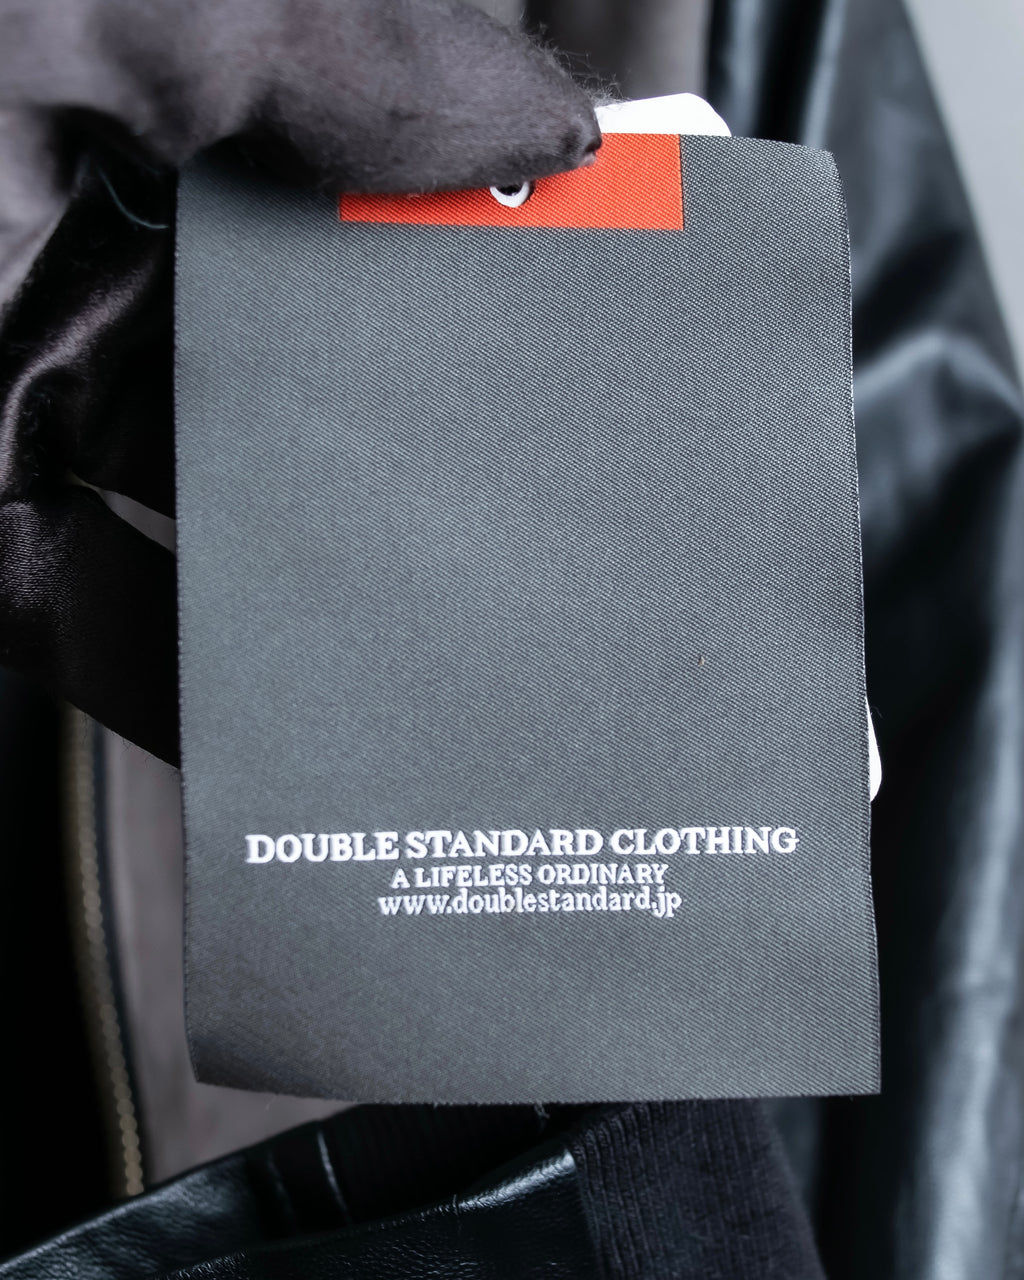 DOUBLE STANDARD CLOTHING
A LIFELESS ORDINARY
www.doublestandard.jp